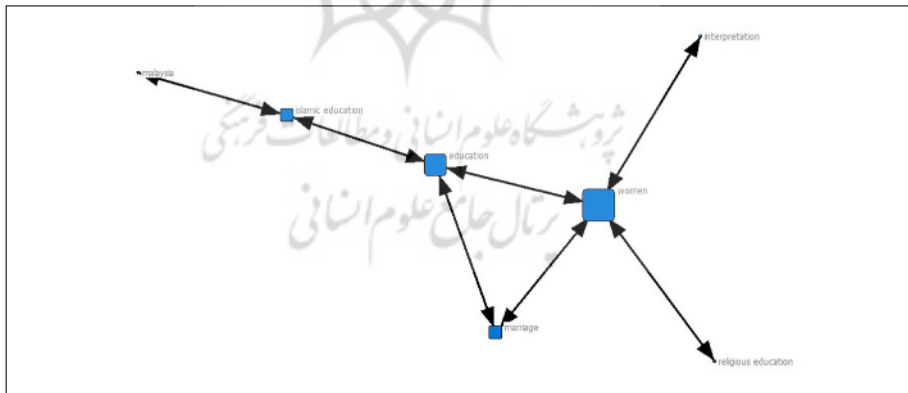 interpretation
malaysia
islamic education
پژوهشگاه علوم انسانی و مطالعات فرهنگی
education
women
پرتال جامع علوم انسانی
marriage
religious education